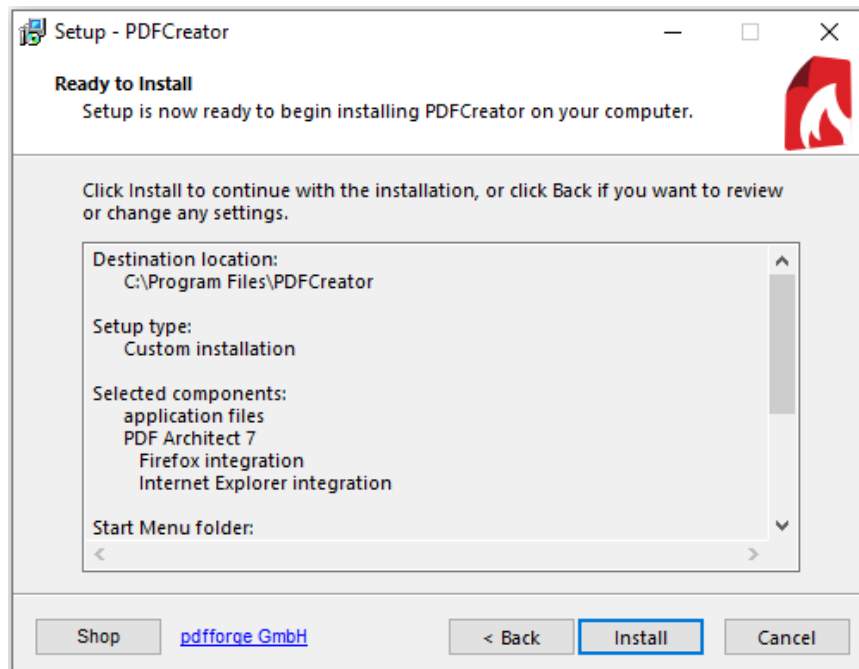 Setup - PDFCreator
Ready to Install
Setup is now ready to begin installing PDFCreator on your computer.
Click Install to continue with the installation, or click Back if you want to review
or change any settings.
Destination location:
C:\Program Files\PDFCreator
Setup type:
Custom installation
Selected components:
application files
PDF Architect 7
Firefox integration
Internet Explorer integration
Start Menu folder:
Shop
pdfforge GmbH
< Back
Install
Cancel